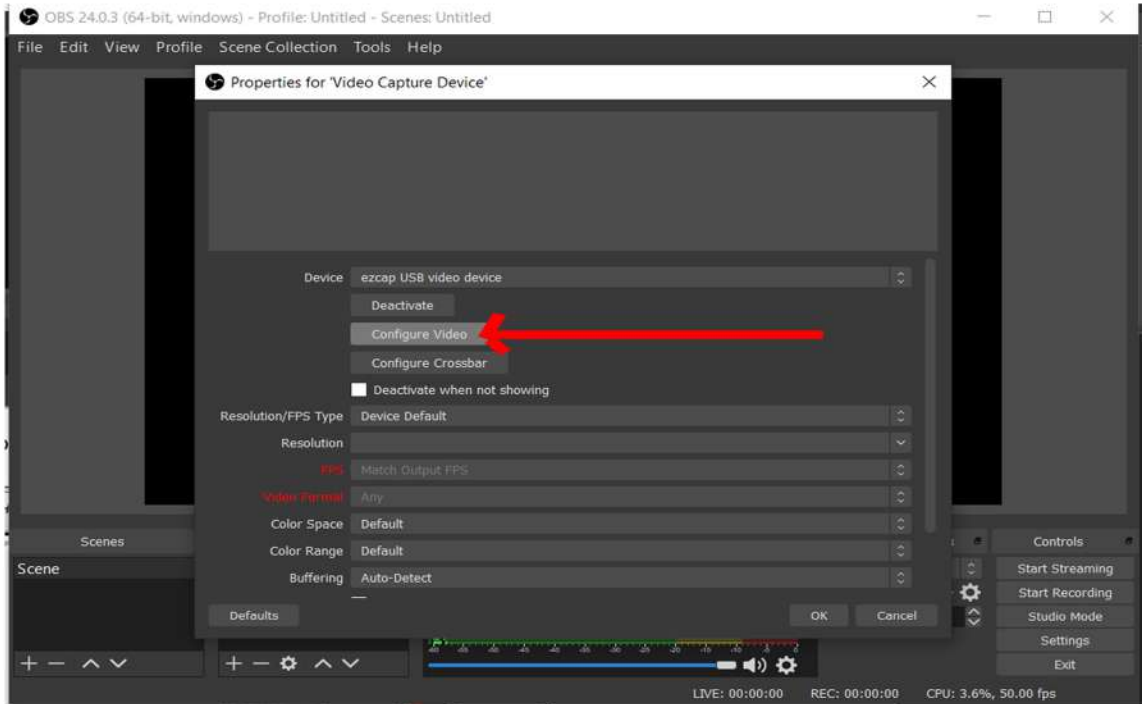 OBS 24.0.3 (64-bit, windows) - Profile: Untitled - Scenes: Untitled
File Edit View Profile Scene Collection Tools Help
Properties for 'Video Capture Device'
Device ezcap USB video device
Deactivate
Configure Video
Configure Crossbar
Deactivate when not showing
Resolution/FPS Type Device Default
Resolution
FPS Match Output FPS
Video Format Any
Color Space Default
Color Range Default
Buffering Auto-Detect
Defaults OK Cancel
Scenes
Scene
Controls
Start Streaming
Start Recording
Studio Mode
Settings
Exit
LIVE: 00:00:00 REC: 00:00:00 CPU: 3.6%, 50.00 fps